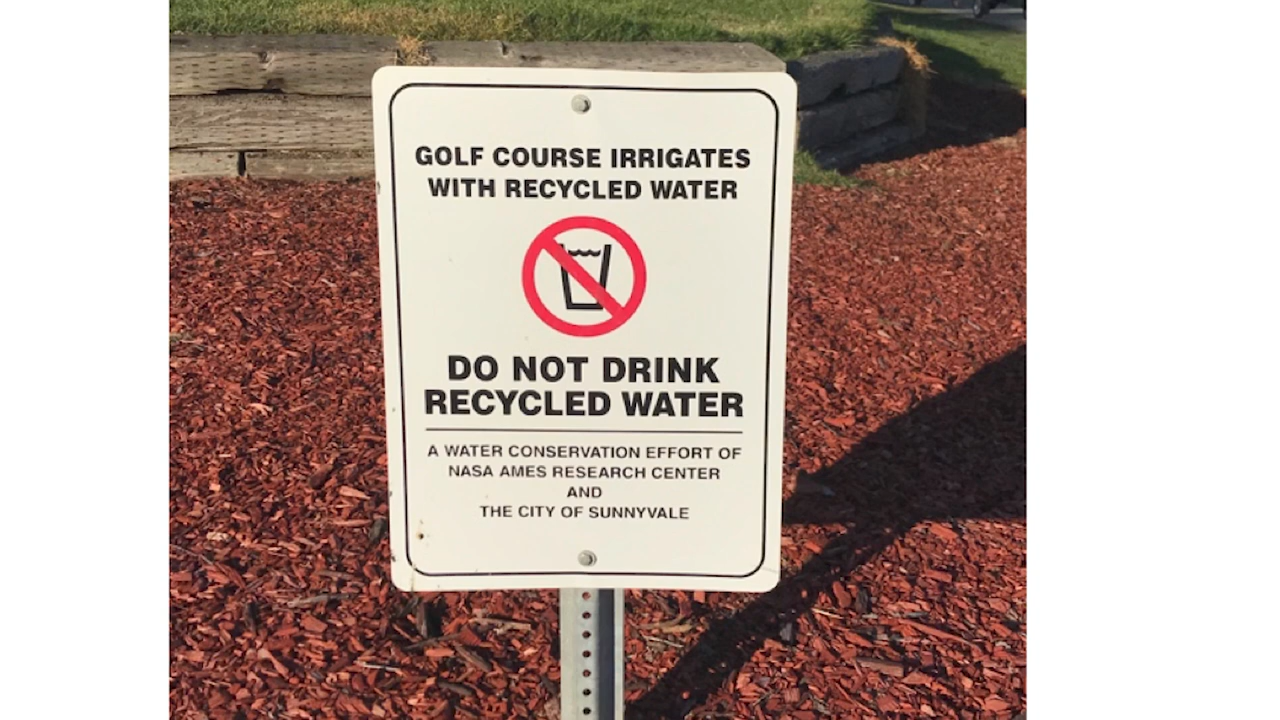 GOLF COURSE IRRIGATES
WITH RECYCLED WATER
DO NOT DRINK
RECYCLED WATER
A WATER CONSERVATION EFFORT OF
NASA AMES RESEARCH CENTER
AND
THE CITY OF SUNNYVALE